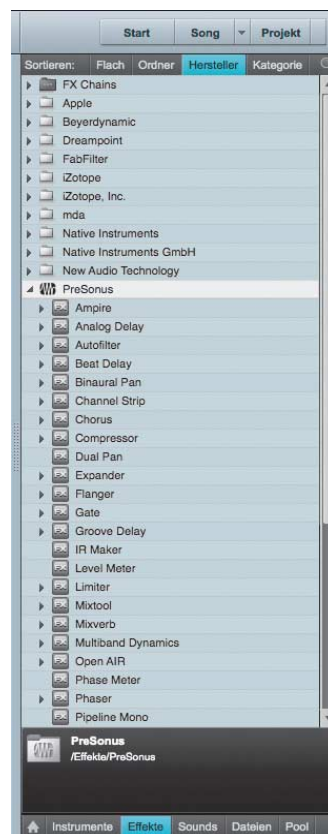 Start Song Projekt
Sortieren: Flach Ordner Hersteller Kategorie
FX Chains
Apple
Beyerdynamic
Dreampoint
FabFilter
iZotope
iZotope, Inc.
mda
Native Instruments
Native Instruments GmbH
New Audio Technology
PreSonus
Ampire
Analog Delay
Autofilter
Beat Delay
Binaural Pan
Channel Strip
Chorus
Compressor
Dual Pan
Expander
Flanger
Gate
Groove Delay
IR Maker
Level Meter
Limiter
Mixtool
Mixverb
Multiband Dynamics
Open AIR
Phase Meter
Phaser
Pipeline Mono
PreSonus
/Effekte/PreSonus
Instrumente Effekte Sounds Dateien Pool